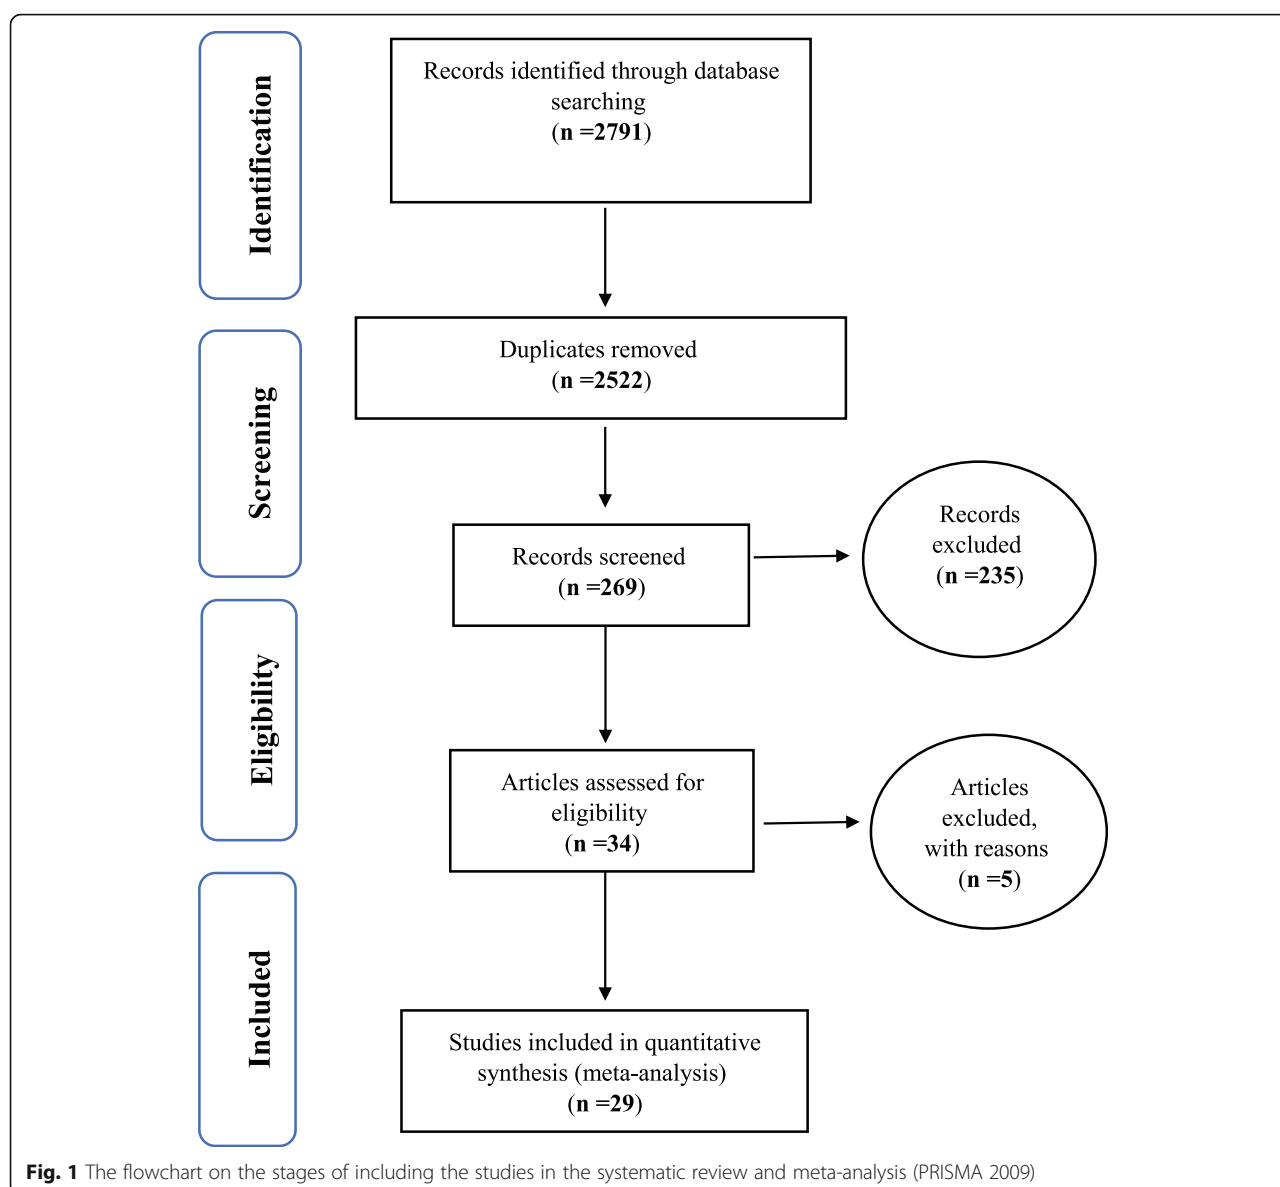 Identification
Records identified through database
searching
(n =2791)
Duplicates removed
(n =2522)
Screening
Records screened
(n =269)
Records
excluded
(n =235)
Eligibility
Articles assessed for
eligibility
(n =34)
Articles
excluded,
with reasons
(n =5)
Included
Studies included in quantitative
synthesis (meta-analysis)
(n =29)
Fig. 1 The flowchart on the stages of including the studies in the systematic review and meta-analysis (PRISMA 2009)